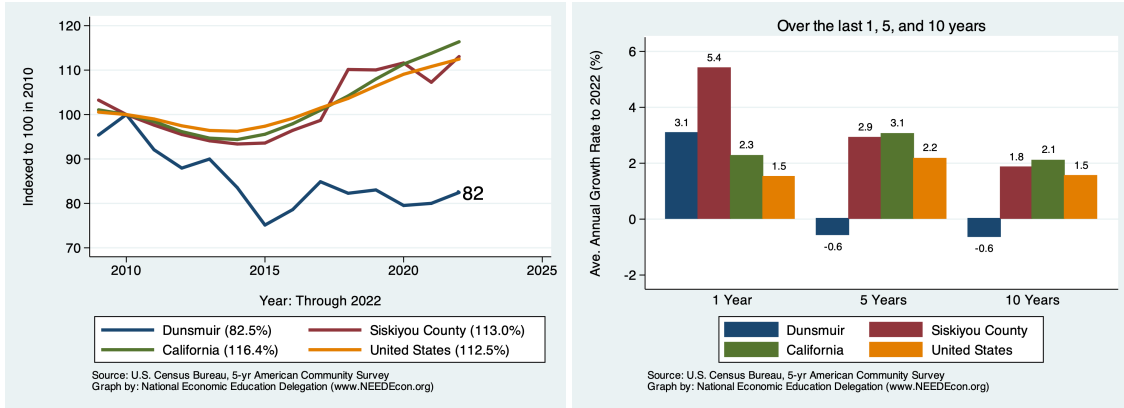 120
110
100
90
80
70
Indexed to 100 in 2010
82
2010
2015
2020
2025
Year: Through 2022
Dunsmuir (82.5%)
Siskiyou County (113.0%)
California (116.4%)
United States (112.5%)
Source: U.S. Census Bureau, 5-yr American Community Survey
Graph by: National Economic Education Delegation (www.NEEDEcon.org)
Over the last 1, 5, and 10 years
Ave. Annual Growth Rate to 2022 (%)
6
4
2
0
-2
3.1
5.4
2.3
1.5
-0.6
2.9
3.1
2.2
-0.6
1.8
2.1
1.5
1 Year
5 Years
10 Years
Dunsmuir
Siskiyou County
California
United States
Source: U.S. Census Bureau, 5-yr American Community Survey
Graph by: National Economic Education Delegation (www.NEEDEcon.org)